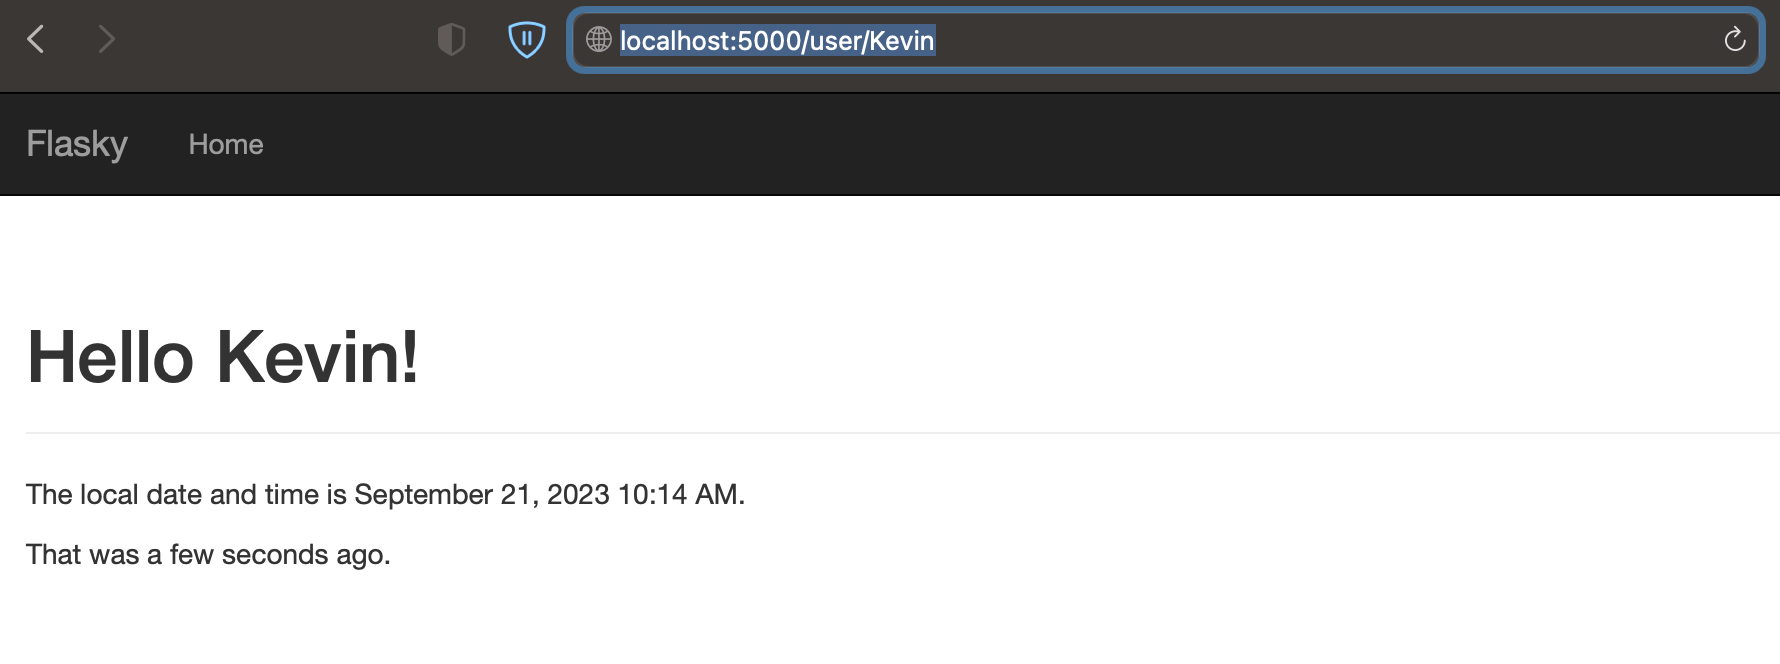 localhost:5000/user/Kevin
Flasky Home
Hello Kevin!
The local date and time is September 21, 2023 10:14 AM.
That was a few seconds ago.